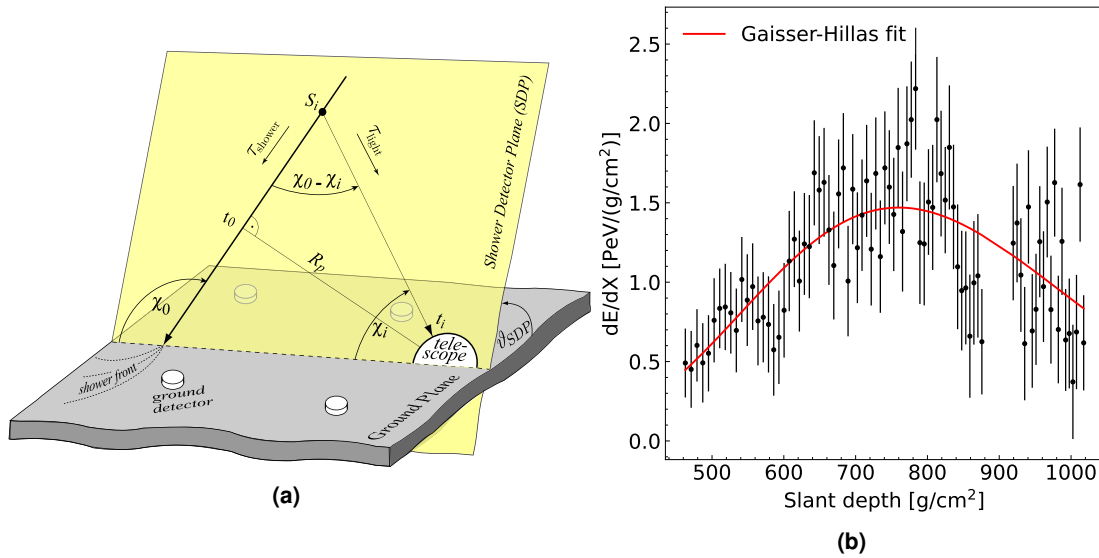 Shower Detector Plane (SDP)
S_i
τ_shower
τ_light
χ_0 - χ_i
t_0
R_p
χ_0
χ_i
t_i
tele-
scope
ϑ_SDP
shower front
ground
detector
Ground Plane
(a)
Gaisser-Hillas fit
dE/dX [PeV/(g/cm²)]
2.5
2.0
1.5
1.0
0.5
0.0
500
600
700
800
900
1000
Slant depth [g/cm²]
(b)